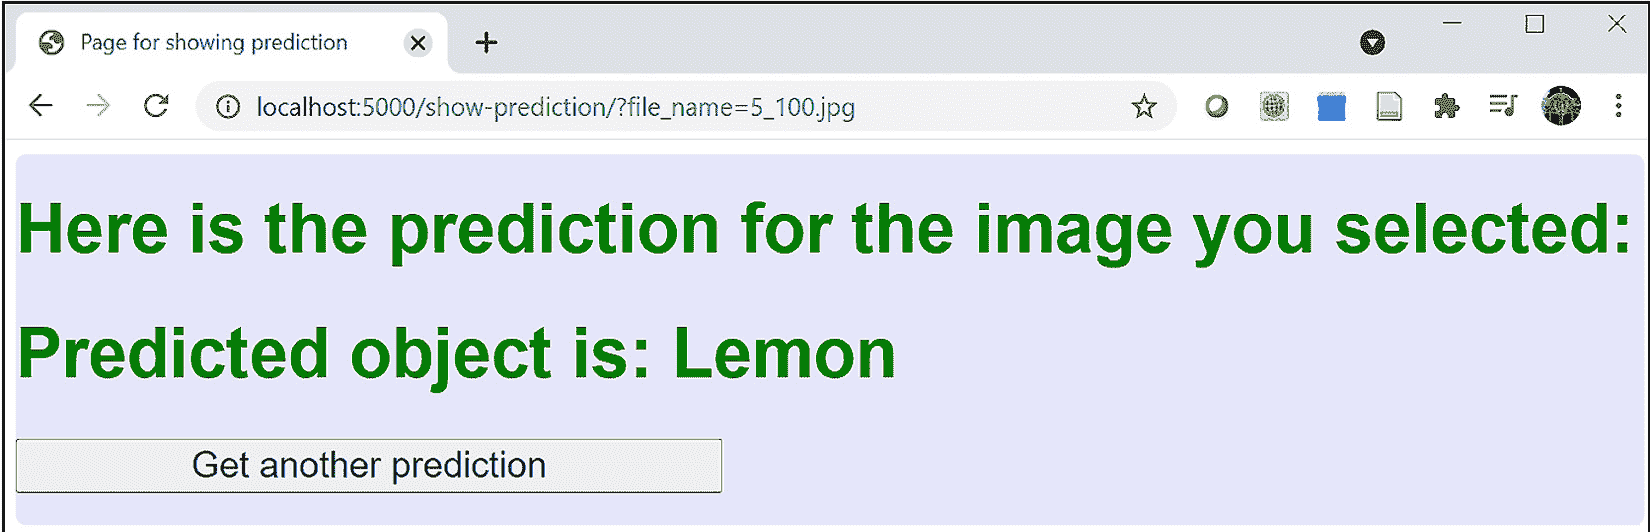 Page for showing prediction
localhost:5000/show-prediction/?file_name=5_100.jpg
Here is the prediction for the image you selected:
Predicted object is: Lemon
Get another prediction